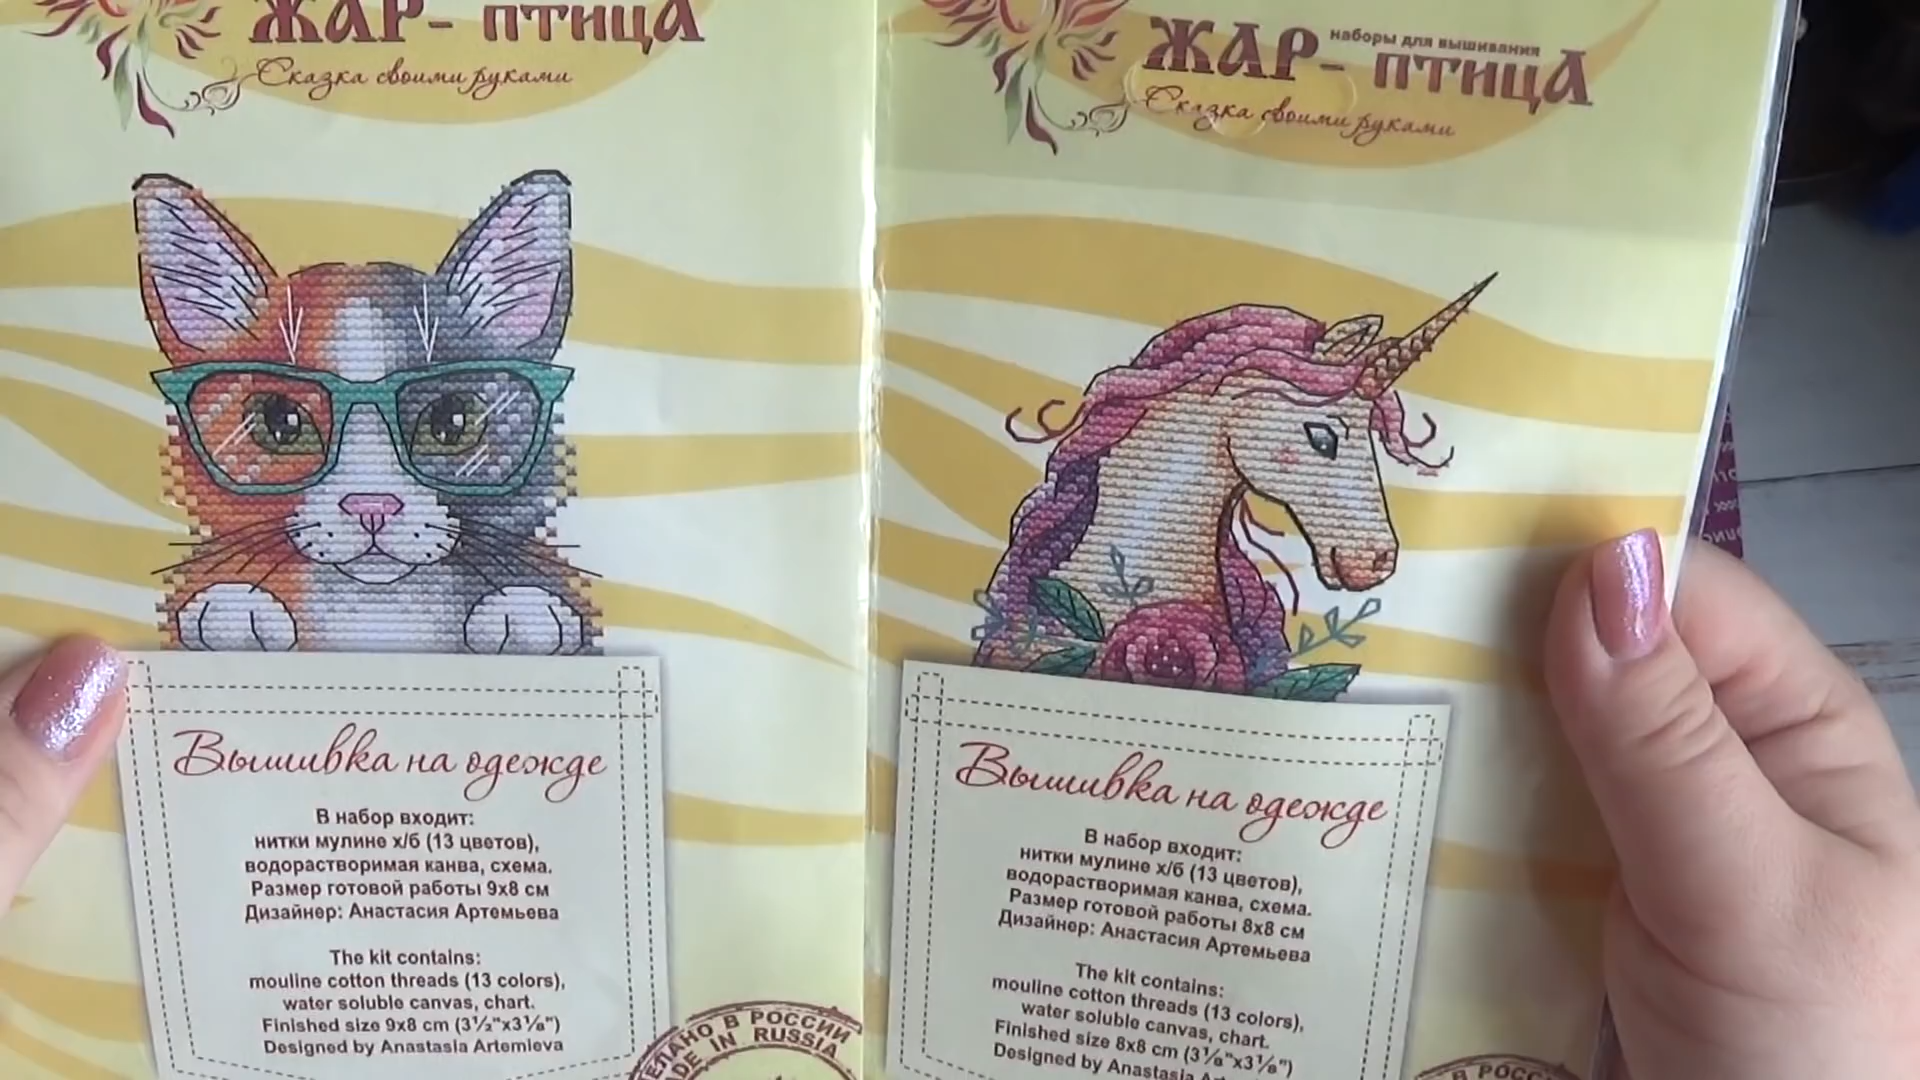 ЖАР-ПТИЦА
Сказка своими руками
Вышивка на одежде
В набор входит:
нитки мулине х/б (13 цветов),
водорастворимая канва, схема.
Размер готовой работы 9х8 см
Дизайнер: Анастасия Артемьева
The kit contains:
mouline cotton threads (13 colors),
water soluble canvas, chart.
Finished size 9x8 cm (3½"x3⅛")
Designed by Anastasia Artemieva
В РОССИИ
IN RUSSIA
наборы для вышивания
ЖАР-ПТИЦА
Сказка своими руками
Вышивка на одежде
В набор входит:
нитки мулине х/б (13 цветов),
водорастворимая канва, схема.
Размер готовой работы 8х8 см
Дизайнер: Анастасия Артемьева
The kit contains:
mouline cotton threads (13 colors),
water soluble canvas, chart.
Finished size 8x8 cm (3⅛"x3⅛")
Designed by Anastasia
В РОССИИ